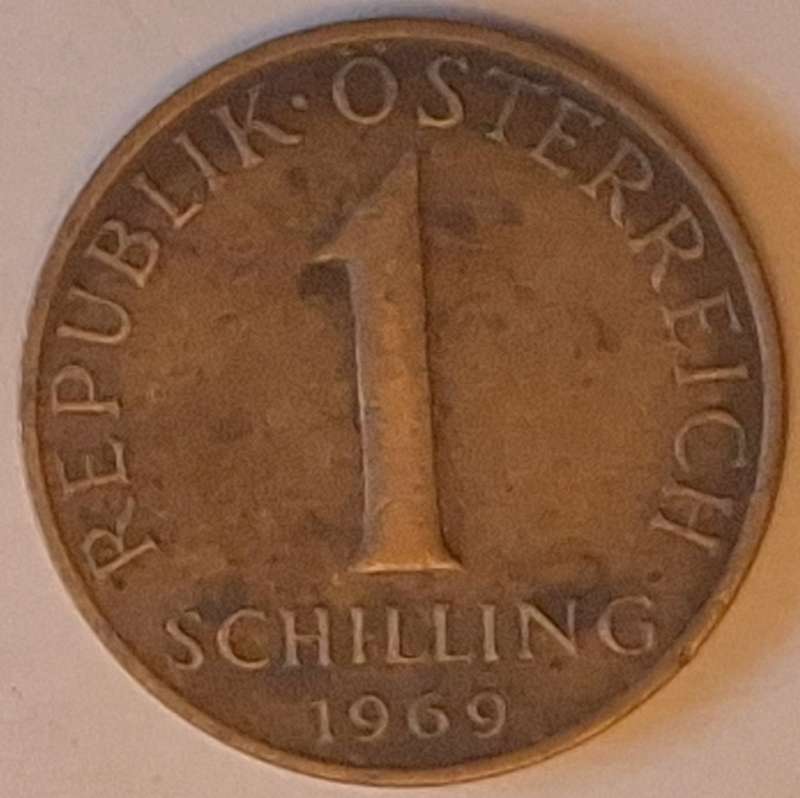 REPUBLIK · ÖSTERREICH
1
SCHILLING
1969